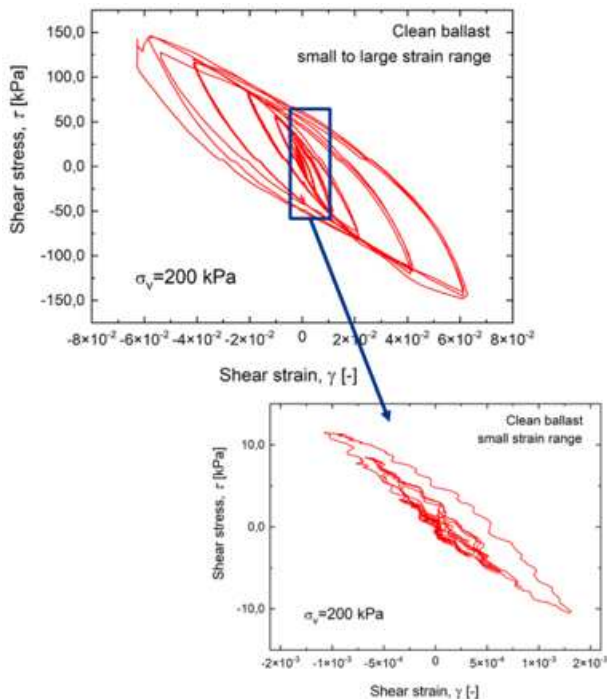 Clean ballast
small to large strain range
Shear stress, τ [kPa]
150,0
100,0
50,0
0,0
-50,0
-100,0
-150,0
σv=200 kPa
-8×10⁻² -6×10⁻² -4×10⁻² -2×10⁻² 0 2×10⁻² 4×10⁻² 6×10⁻² 8×10⁻²
Shear strain, γ [-]
Clean ballast
small strain range
Shear stress, τ [kPa]
10,0
0,0
-10,0
σv=200 kPa
-2×10⁻³ -1×10⁻³ -5×10⁻⁴ 0 5×10⁻⁴ 1×10⁻³ 2×10⁻³
Shear strain, γ [-]